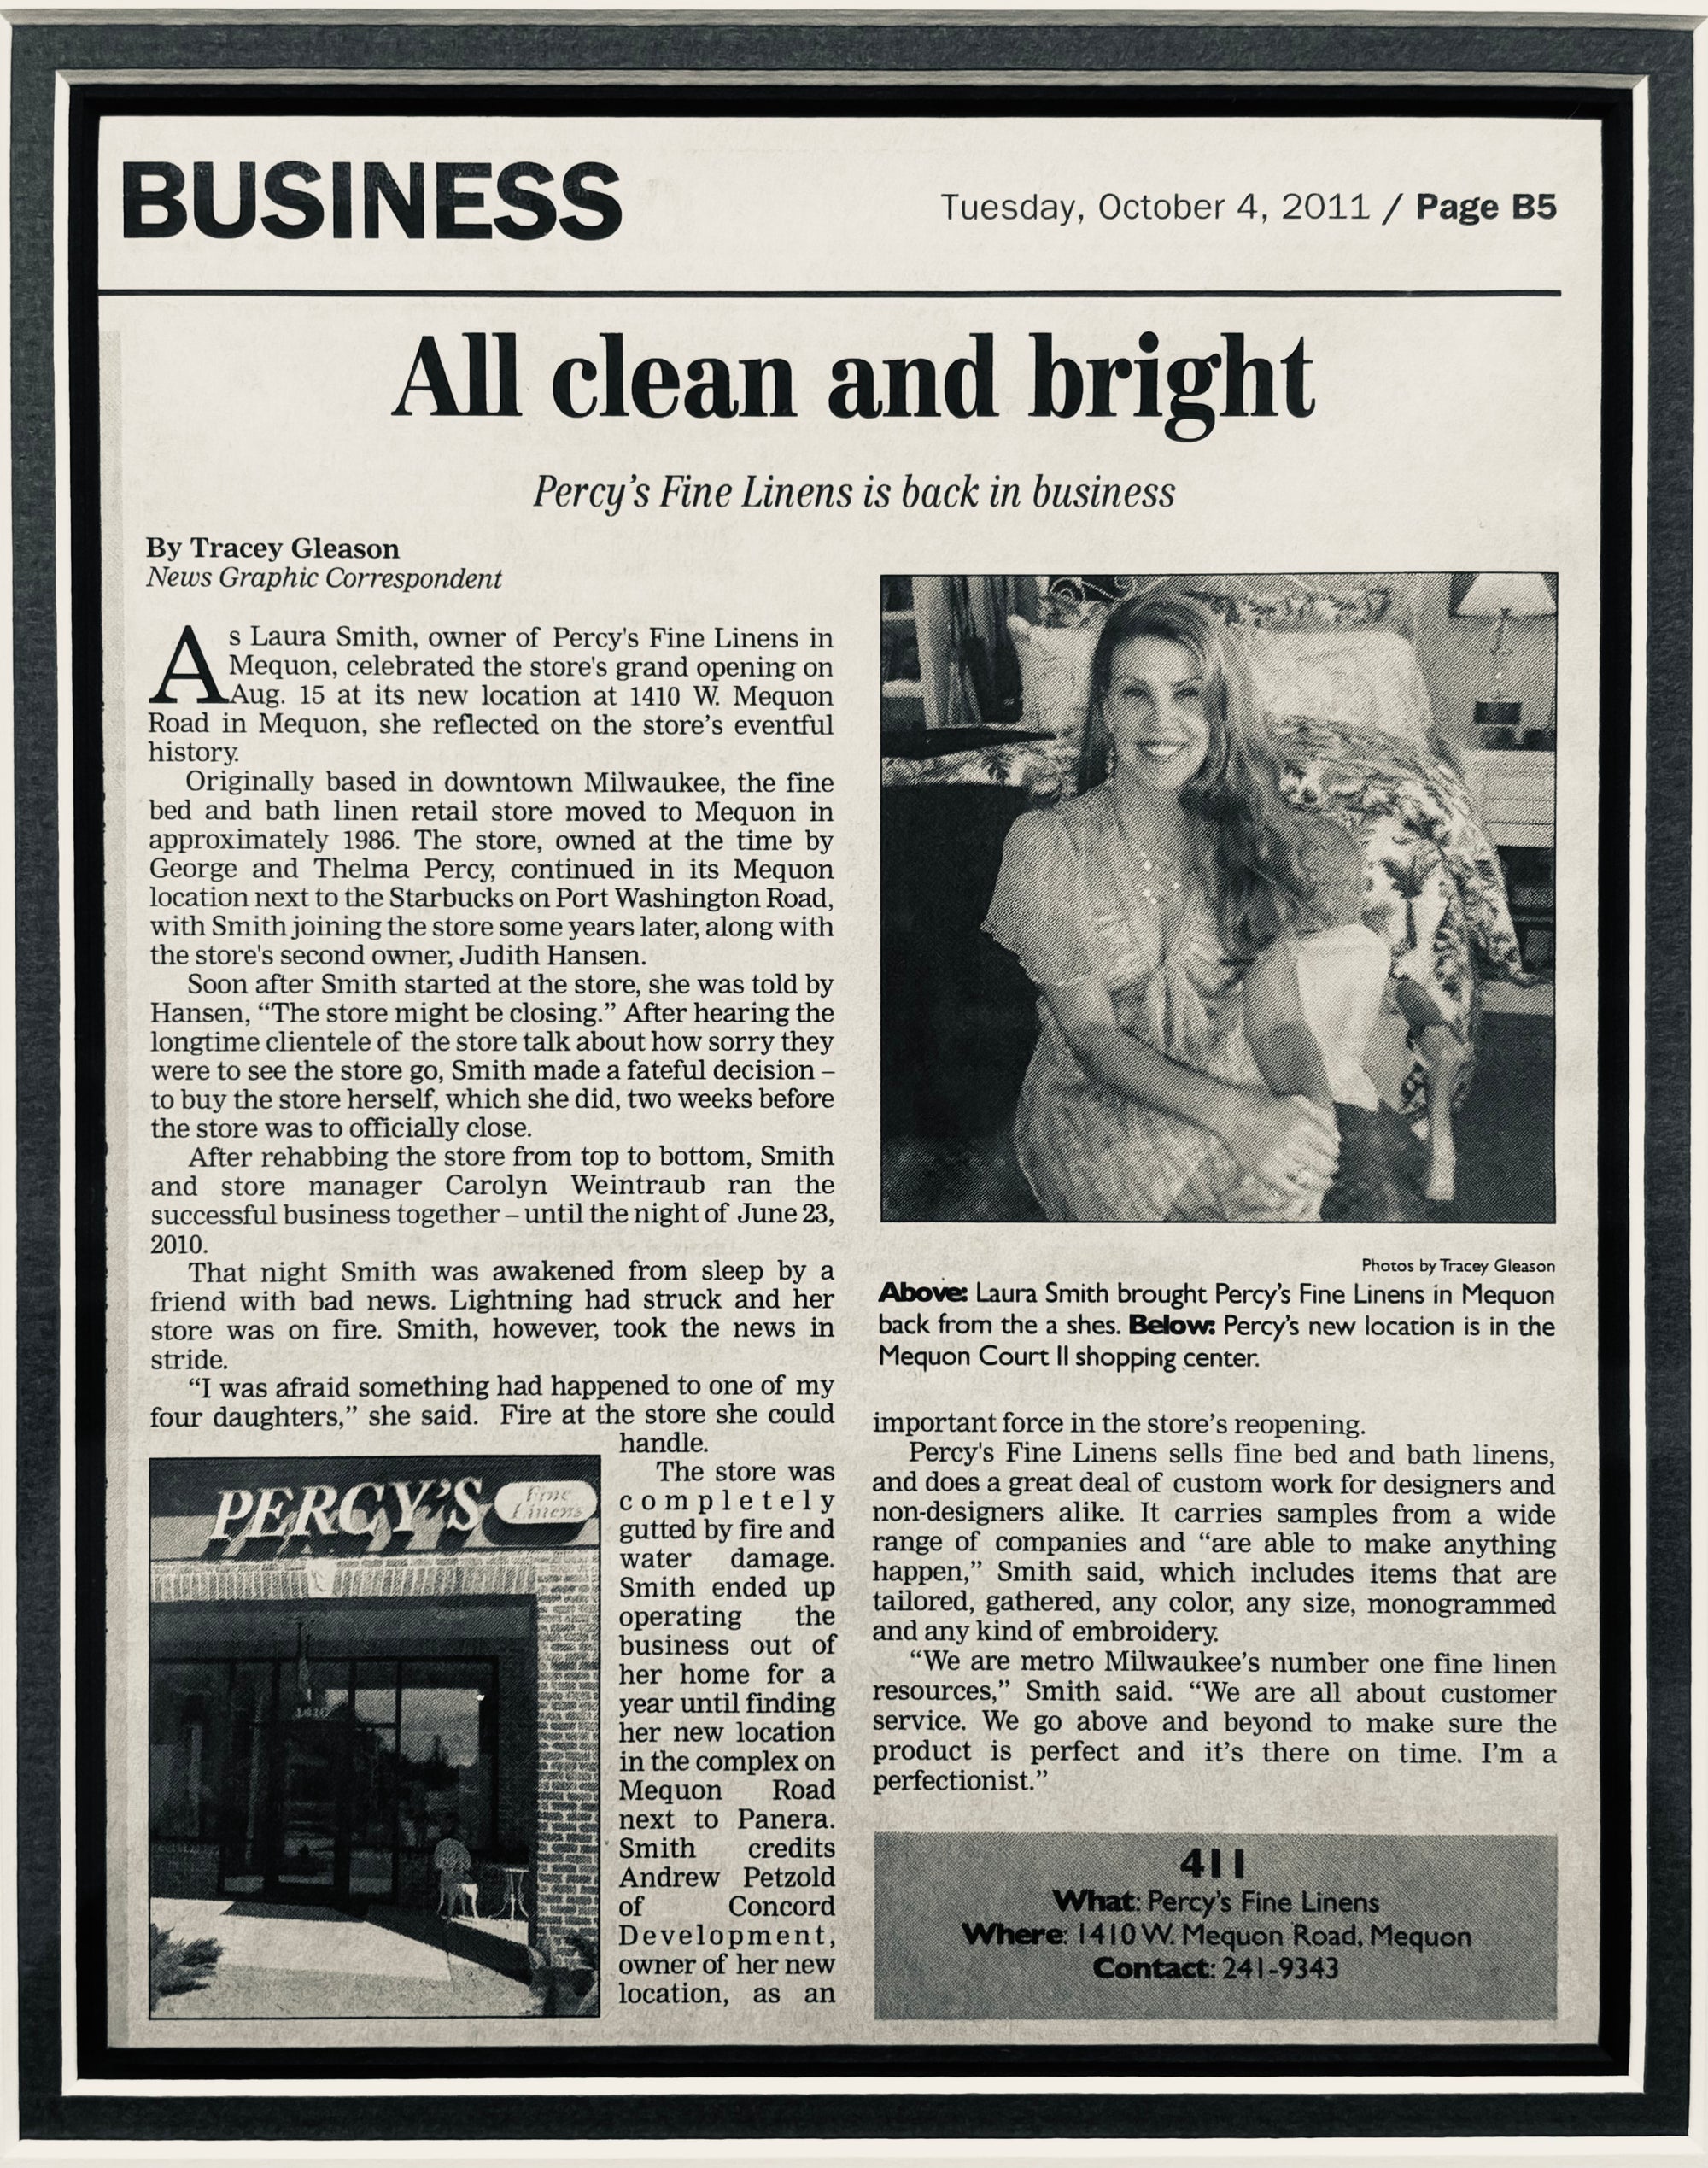 BUSINESS
Tuesday, October 4, 2011 / Page B5
All clean and bright
Percy's Fine Linens is back in business
By Tracey Gleason
News Graphic Correspondent
As Laura Smith, owner of Percy's Fine Linens in
Mequon, celebrated the store's grand opening on
Aug. 15 at its new location at 1410 W. Mequon
Road in Mequon, she reflected on the store's eventful
history.
Originally based in downtown Milwaukee, the fine
bed and bath linen retail store moved to Mequon in
approximately 1986. The store, owned at the time by
George and Thelma Percy, continued in its Mequon
location next to the Starbucks on Port Washington Road,
with Smith joining the store some years later, along with
the store's second owner, Judith Hansen.
Soon after Smith started at the store, she was told by
Hansen, “The store might be closing.” After hearing the
longtime clientele of the store talk about how sorry they
were to see the store go, Smith made a fateful decision –
to buy the store herself, which she did, two weeks before
the store was to officially close.
After rehabbing the store from top to bottom, Smith
and store manager Carolyn Weintraub ran the
successful business together – until the night of June 23,
2010.
That night Smith was awakened from sleep by a
friend with bad news. Lightning had struck and her
store was on fire. Smith, however, took the news in
stride.
“I was afraid something had happened to one of my
four daughters,” she said. Fire at the store she could
handle.
The store was
completely
gutted by fire and
water damage.
Smith ended up
operating the
business out of
her home for a
year until finding
her new location
in the complex on
Mequon Road
next to Panera.
Smith credits
Andrew Petzold
of Concord
Development,
owner of her new
location, as an
PERCY'S
Fine
Linens
1410
Photos by Tracey Gleason
Above: Laura Smith brought Percy's Fine Linens in Mequon
back from the a shes. Below: Percy's new location is in the
Mequon Court II shopping center.
important force in the store's reopening.
Percy's Fine Linens sells fine bed and bath linens,
and does a great deal of custom work for designers and
non-designers alike. It carries samples from a wide
range of companies and “are able to make anything
happen,” Smith said, which includes items that are
tailored, gathered, any color, any size, monogrammed
and any kind of embroidery.
“We are metro Milwaukee's number one fine linen
resources,” Smith said. “We are all about customer
service. We go above and beyond to make sure the
product is perfect and it's there on time. I'm a
perfectionist.”
411
What: Percy's Fine Linens
Where: 1410 W. Mequon Road, Mequon
Contact: 241-9343